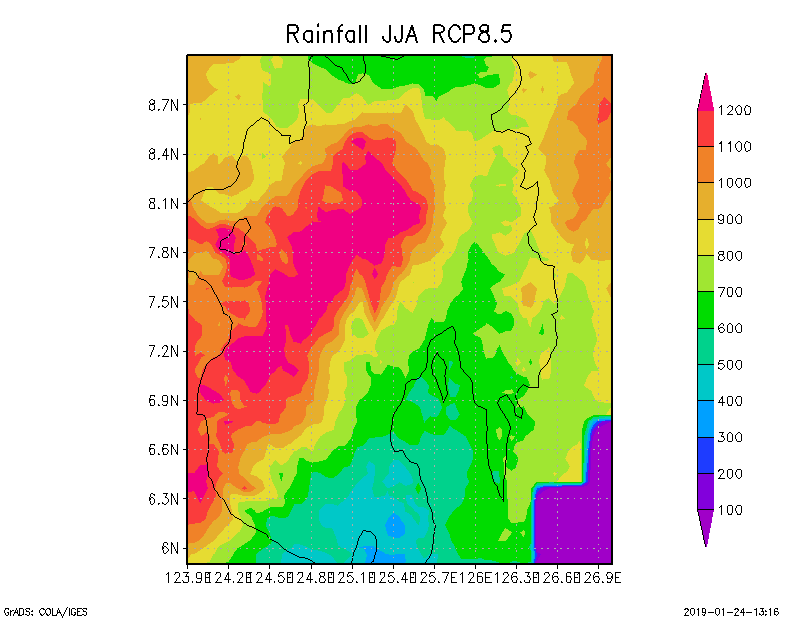 Rainfall JJA RCP8.5
8.7N
8.4N
8.1N
7.8N
7.5N
7.2N
6.9N
6.6N
6.3N
6N
123.9E 124.2E 124.5E 124.8E 125.1E 125.4E 125.7E 126E 126.3E 126.6E 126.9E
1200
1100
1000
900
800
700
600
500
400
300
200
100
GrADS: COLA/IGES
2019-01-24-13:16